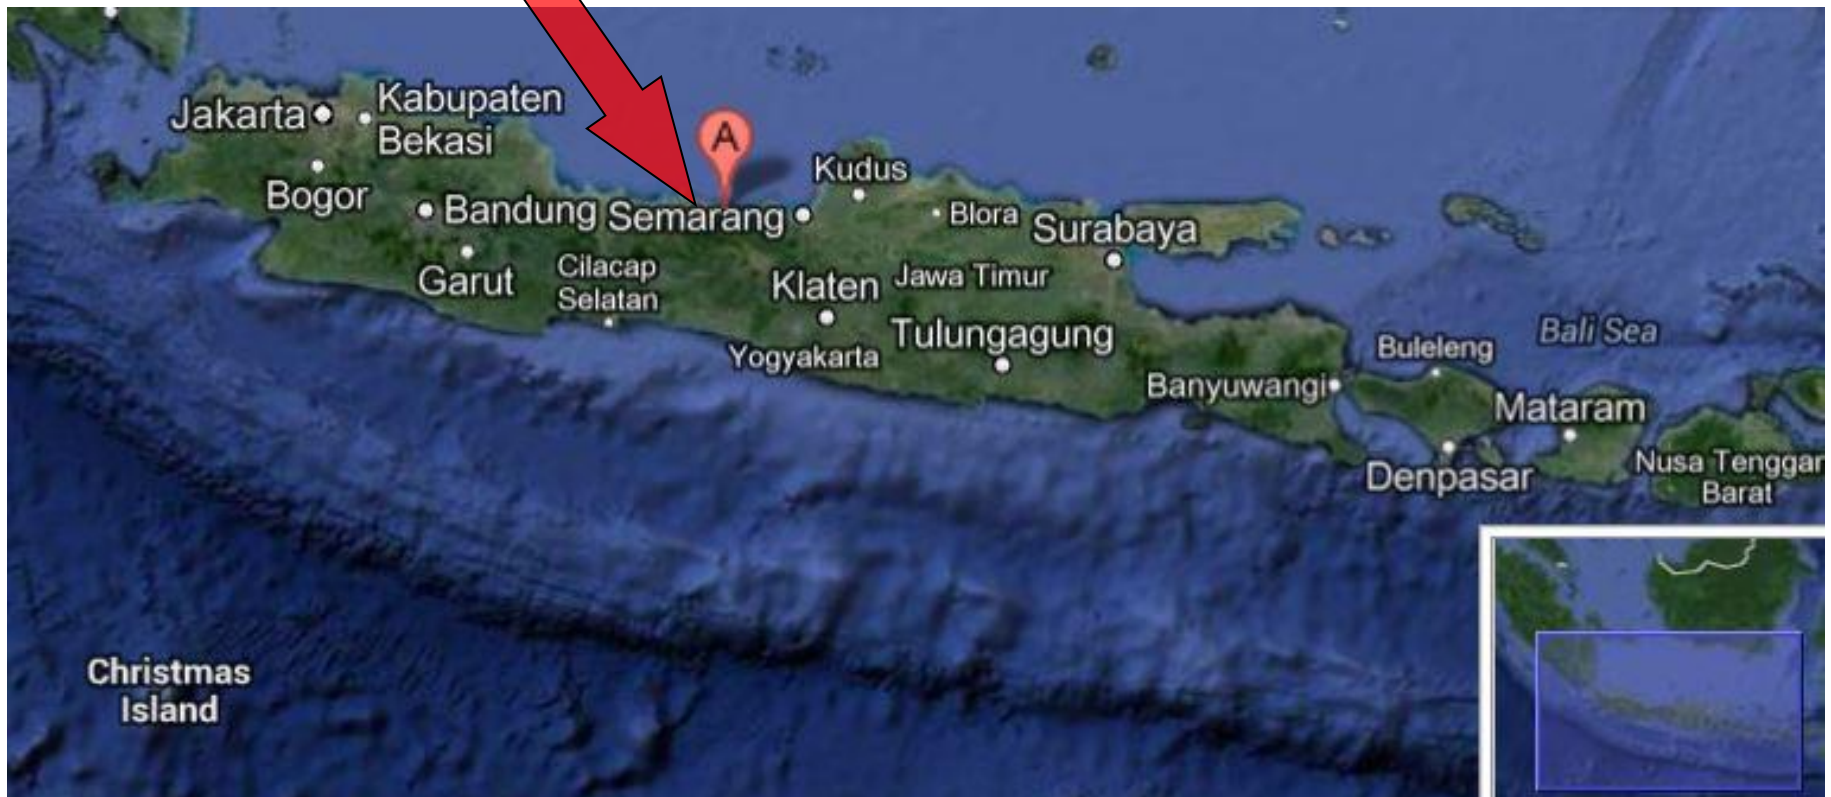 A
Jakarta
Kabupaten
Bekasi
Kudus
Bogor
Bandung
Semarang
Blora
Surabaya
Garut
Cilacap
Selatan
Klaten
Jawa Timur
Tulungagung
Yogyakarta
Bali Sea
Buleleng
Banyuwangi
Mataram
Denpasar
Nusa Tenggar
Barat
Christmas
Island